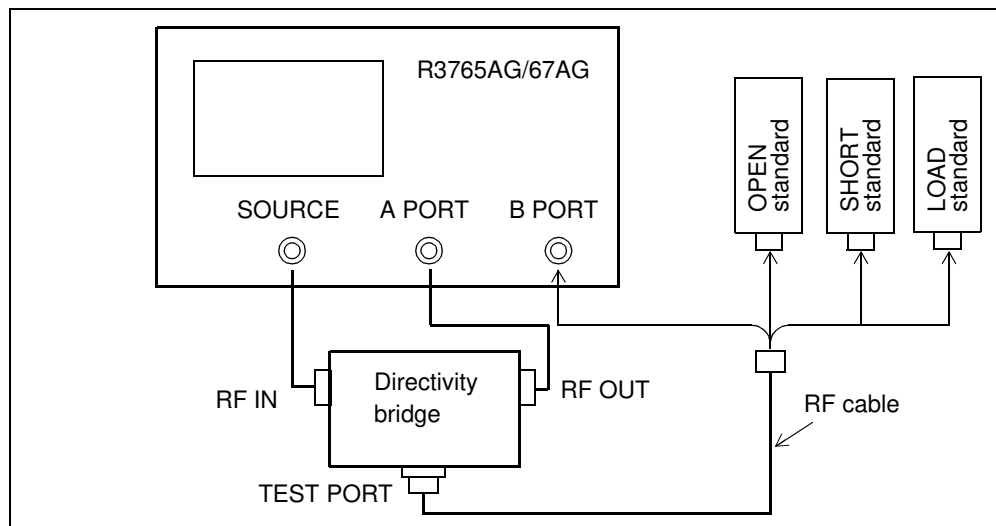 R3765AG/67AG
SOURCE
A PORT
B PORT
OPEN
standard
SHORT
standard
LOAD
standard
RF IN
Directivity
bridge
RF OUT
RF cable
TEST PORT